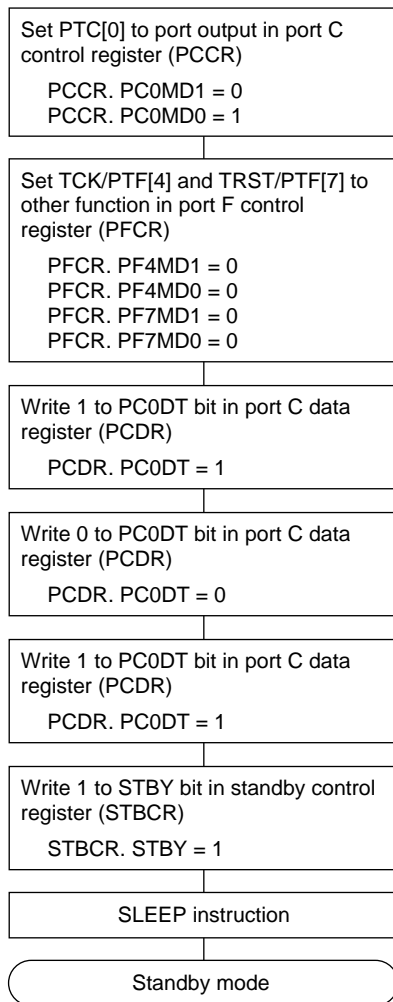 Set PTC[0] to port output in port C
control register (PCCR)
PCCR. PC0MD1 = 0
PCCR. PC0MD0 = 1
Set TCK/PTF[4] and TRST/PTF[7] to
other function in port F control
register (PFCR)
PFCR. PF4MD1 = 0
PFCR. PF4MD0 = 0
PFCR. PF7MD1 = 0
PFCR. PF7MD0 = 0
Write 1 to PC0DT bit in port C data
register (PCDR)
PCDR. PC0DT = 1
Write 0 to PC0DT bit in port C data
register (PCDR)
PCDR. PC0DT = 0
Write 1 to PC0DT bit in port C data
register (PCDR)
PCDR. PC0DT = 1
Write 1 to STBY bit in standby control
register (STBCR)
STBCR. STBY = 1
SLEEP instruction
Standby mode